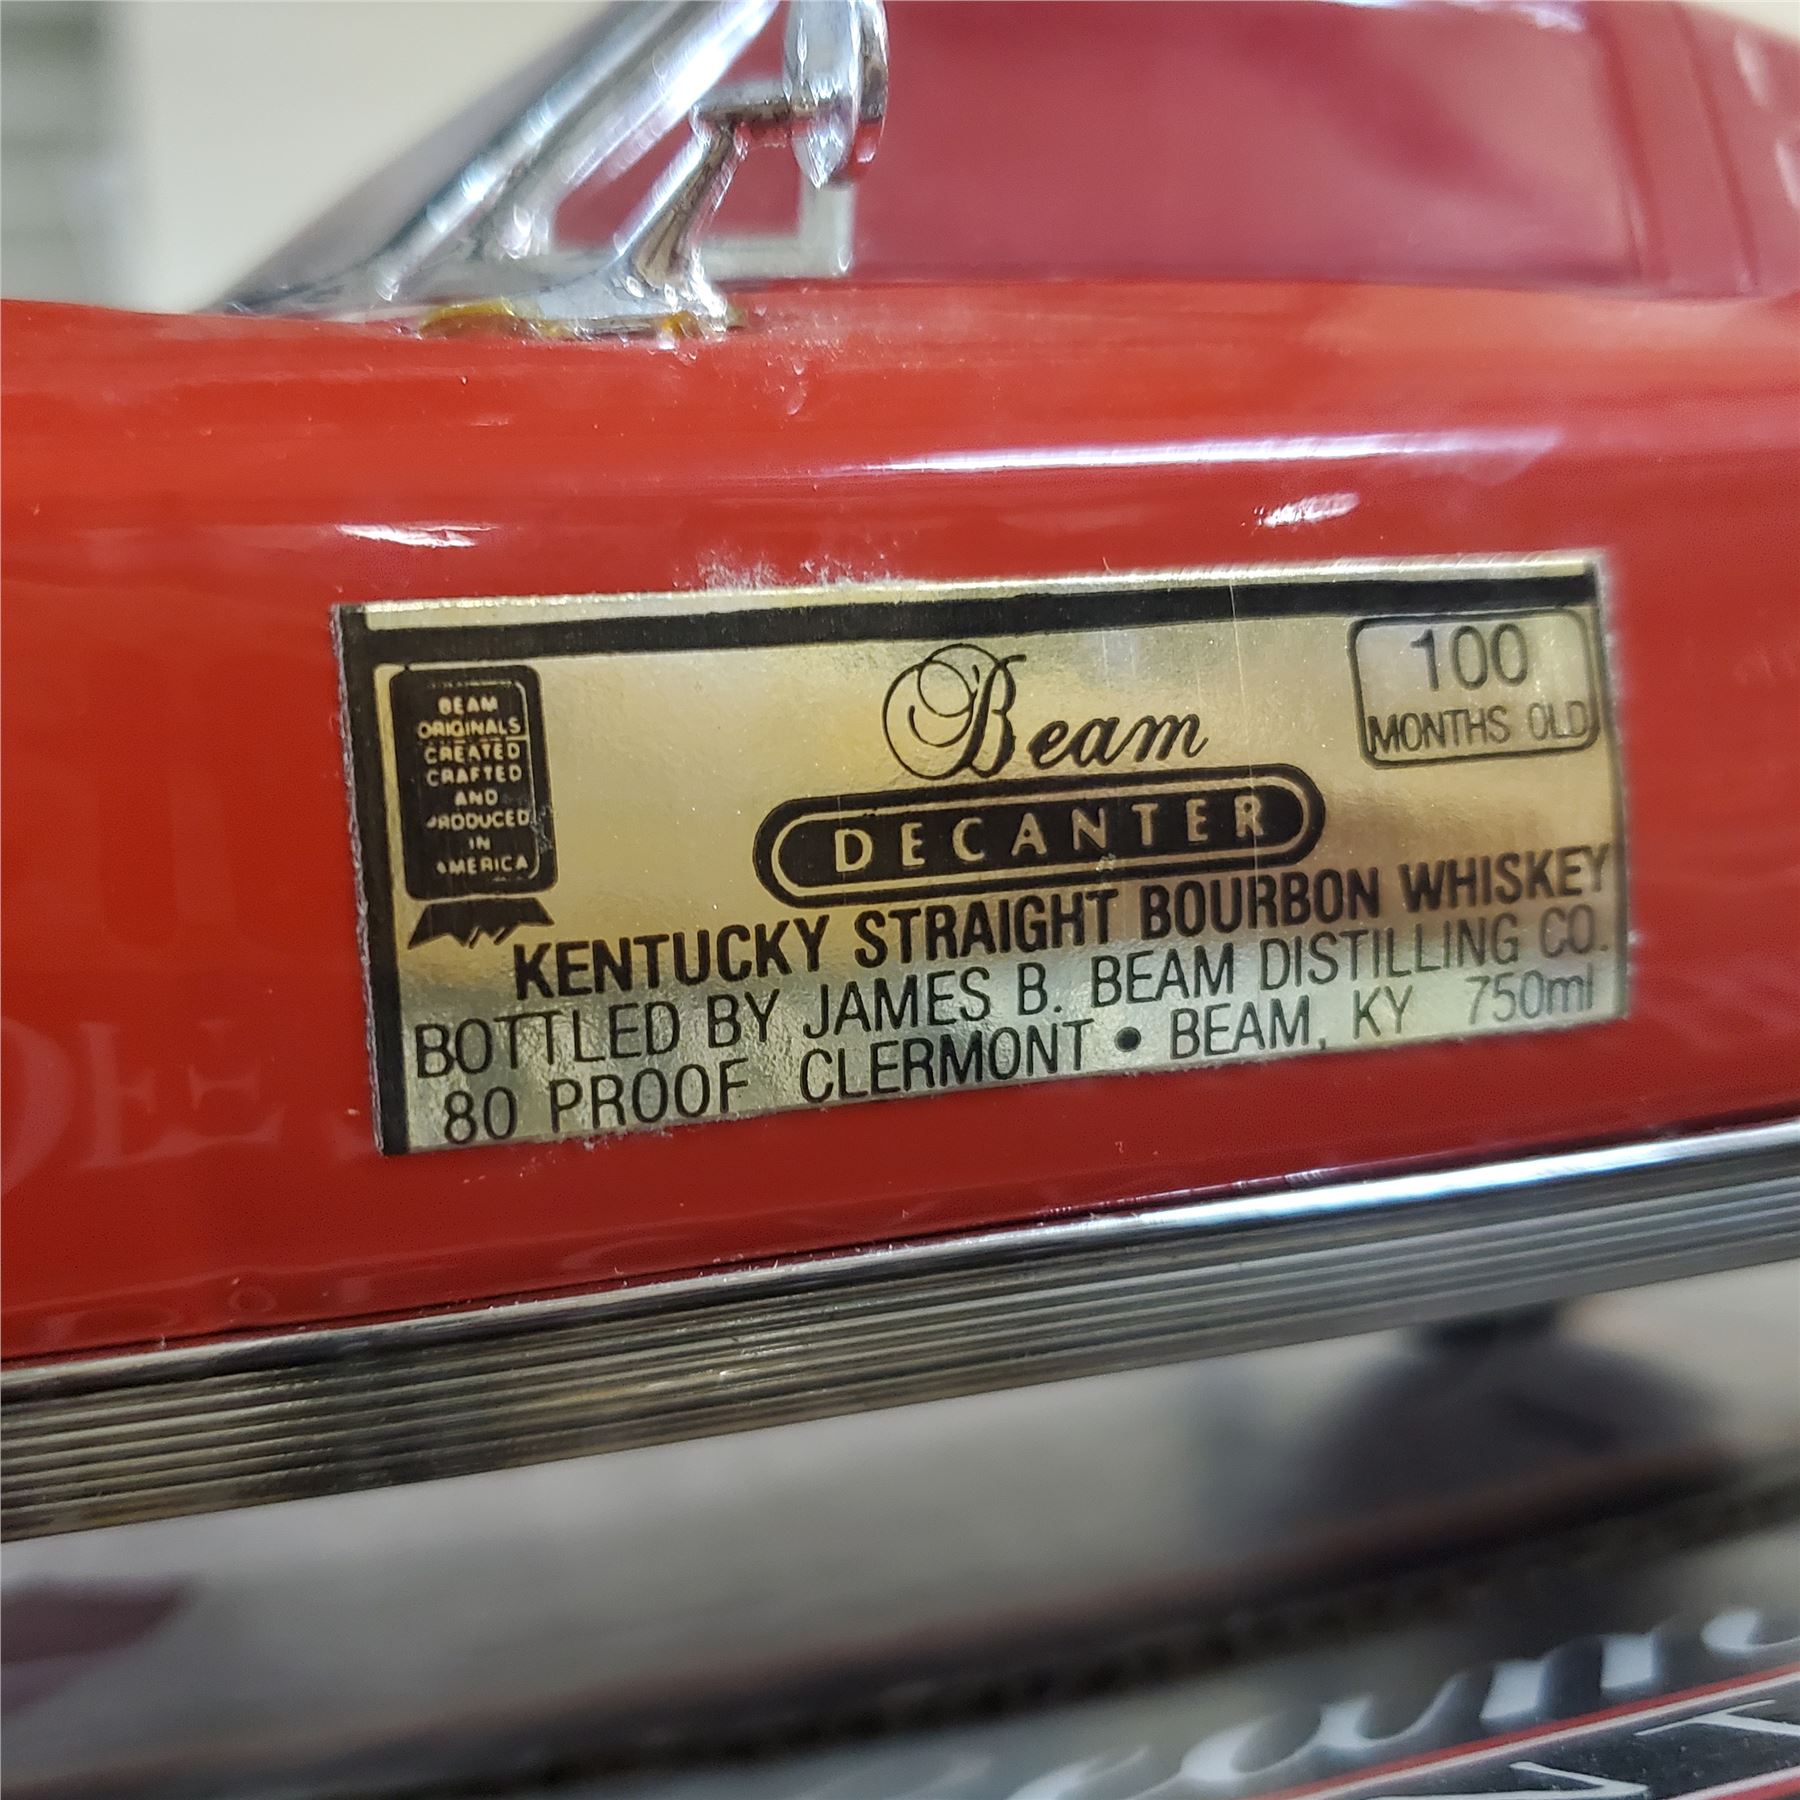 BEAM
ORIGINALS
CREATED
CRAFTED
AND
PRODUCED
IN
AMERICA
Beam
DECANTER
100
MONTHS OLD
KENTUCKY STRAIGHT BOURBON WHISKEY
BOTTLED BY JAMES B. BEAM DISTILLING CO.
80 PROOF CLERMONT • BEAM, KY 750ml